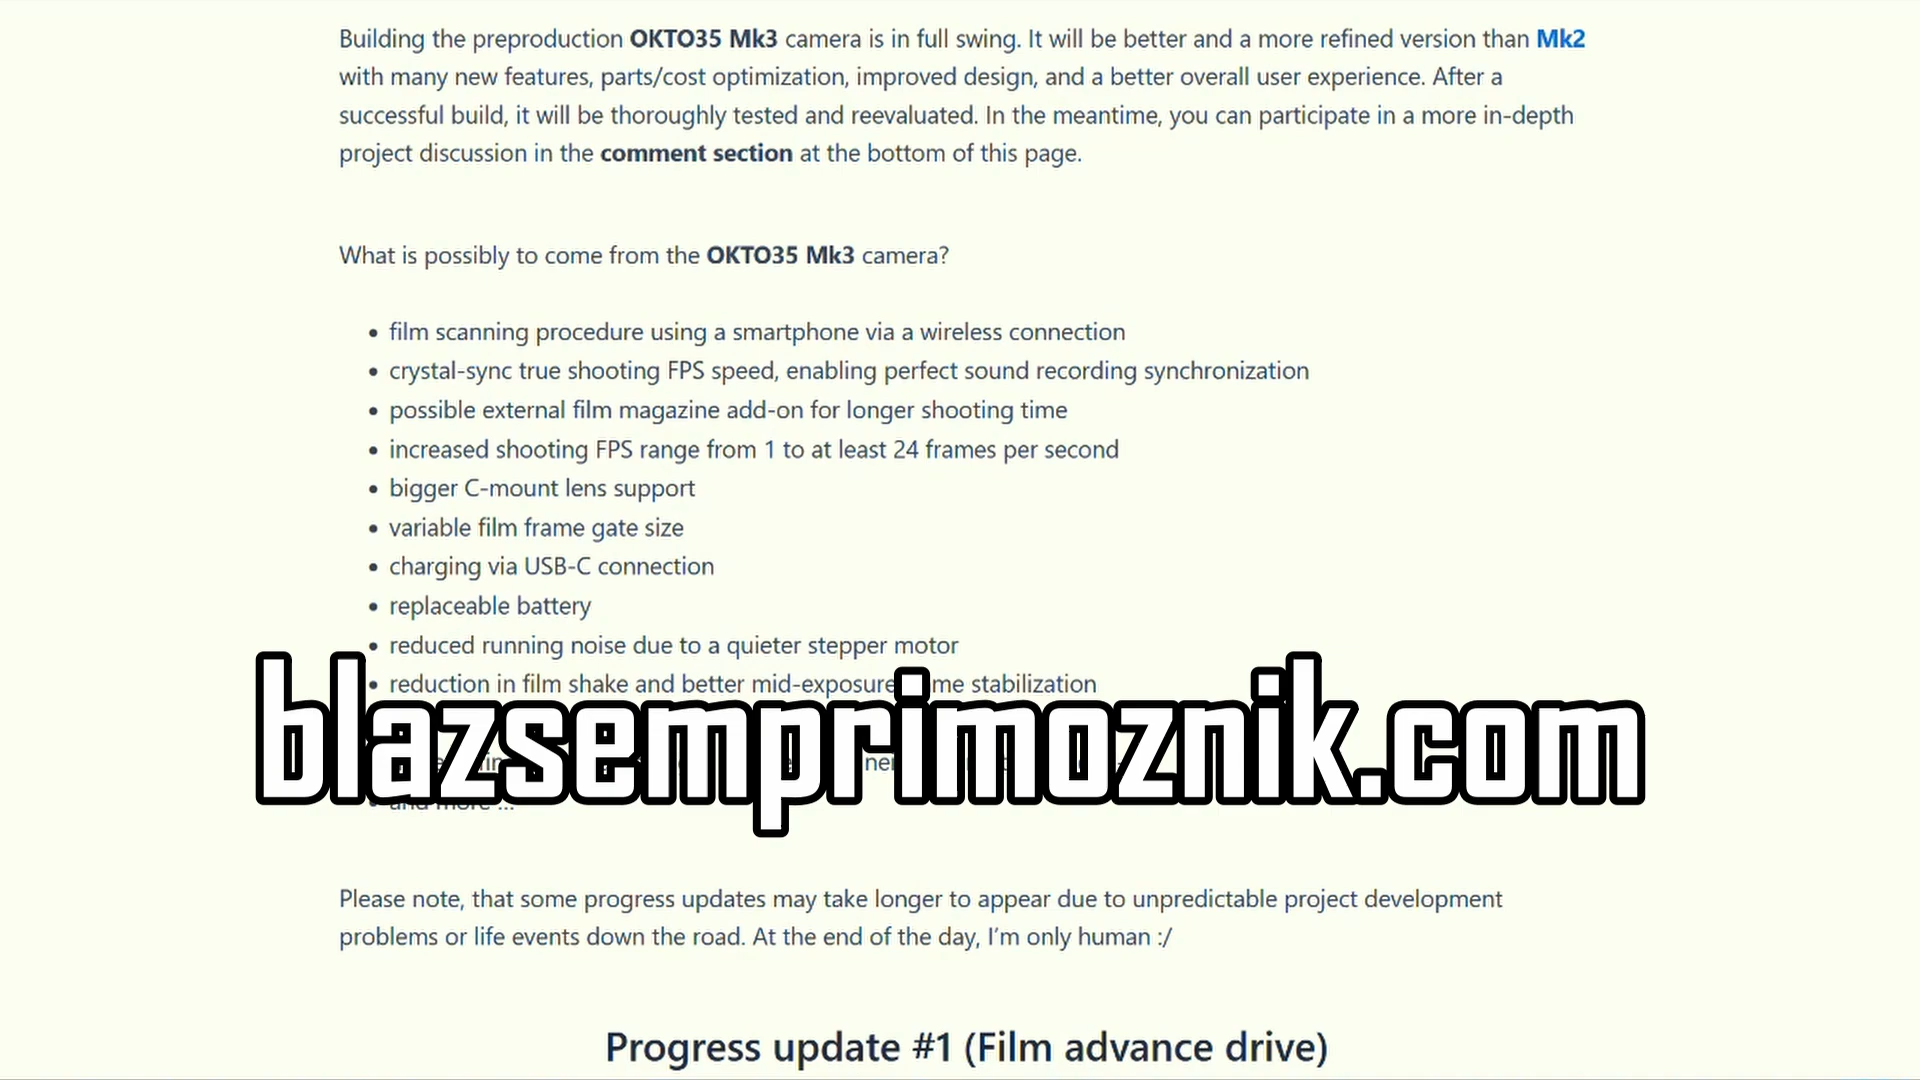 Building the preproduction OKTO35 Mk3 camera is in full swing. It will be better and a more refined version than Mk2
with many new features, parts/cost optimization, improved design, and a better overall user experience. After a
successful build, it will be thoroughly tested and reevaluated. In the meantime, you can participate in a more in-depth
project discussion in the comment section at the bottom of this page.
What is possibly to come from the OKTO35 Mk3 camera?
• film scanning procedure using a smartphone via a wireless connection
• crystal-sync true shooting FPS speed, enabling perfect sound recording synchronization
• possible external film magazine add-on for longer shooting time
• increased shooting FPS range from 1 to at least 24 frames per second
• bigger C-mount lens support
• variable film frame gate size
• charging via USB-C connection
• replaceable battery
• reduced running noise due to a quieter stepper motor
• reduction in film shake and better mid-exposure stabilization
blazsemprimoznik.com
• and more ...
Please note, that some progress updates may take longer to appear due to unpredictable project development
problems or life events down the road. At the end of the day, I'm only human :/
Progress update #1 (Film advance drive)